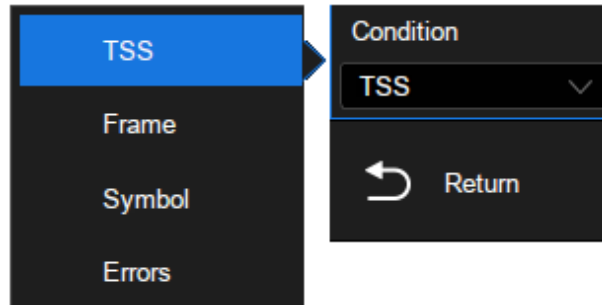 TSS
Frame
Symbol
Errors
Condition
TSS
Return